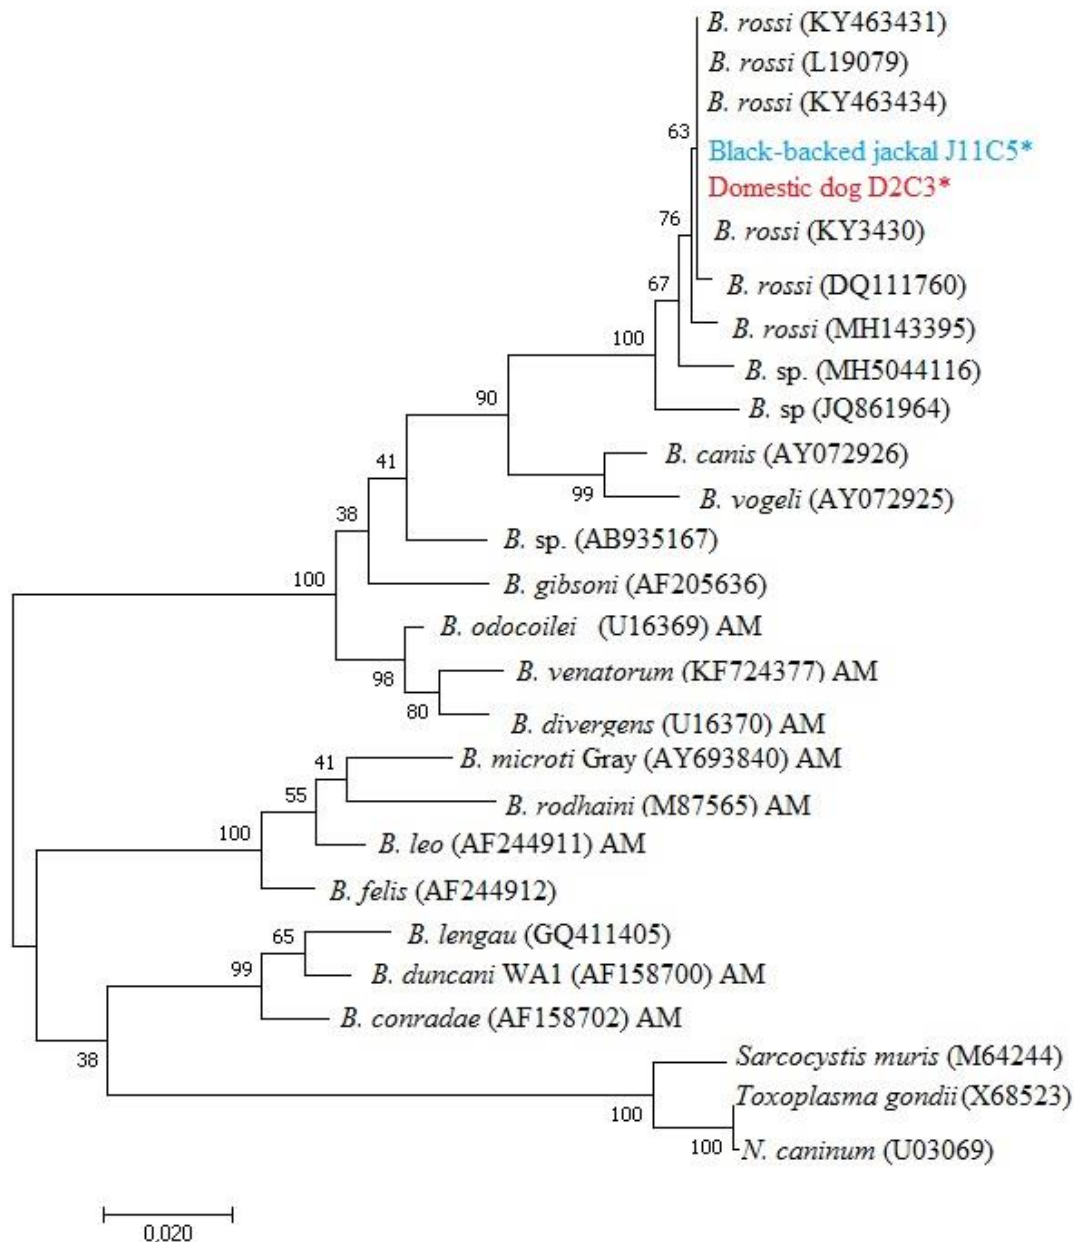 B. rossi (KY463431)
B. rossi (L19079)
B. rossi (KY463434)
63
Black-backed jackal J11C5*
Domestic dog D2C3*
76
B. rossi (KY3430)
67
B. rossi (DQ111760)
B. rossi (MH143395)
100
B. sp. (MH5044116)
90
B. sp (JQ861964)
B. canis (AY072926)
41
99
B. vogeli (AY072925)
38
B. sp. (AB935167)
100
B. gibsoni (AF205636)
B. odocoilei (U16369) AM
98
B. venatorum (KF724377) AM
80
B. divergens (U16370) AM
41
B. microti Gray (AY693840) AM
55
B. rodhaini (M87565) AM
100
B. leo (AF244911) AM
B. felis (AF244912)
65
B. lengau (GQ411405)
99
B. duncani WA1 (AF158700) AM
B. conradae (AF158702) AM
38
Sarcocystis muris (M64244)
Toxoplasma gondii (X68523)
100
100
N. caninum (U03069)
0,020